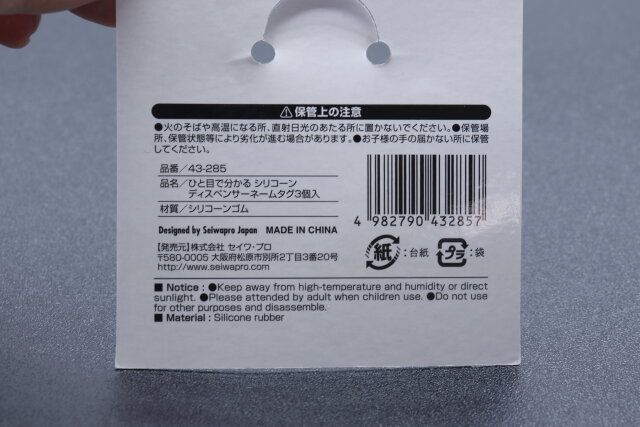 ⚠保管上の注意
●火のそばや高温になる所、直射日光のあたる所に置かないでください。●保管場
所、保管状態等により劣化が進む場合があります。●お子様の手の届かない所に保管
してください。
品番／43-285
品名／ひと目で分かる シリコーン
ディスペンサーネームタグ3個入
材質／シリコーンゴム
4 982790 432857
Designed by Seiwapro Japan MADE IN CHINA
【発売元】株式会社 セイワ・プロ
〒580-0005 大阪府松原市別所2丁目3番20号
http://www.seiwapro.com
紙：台紙 プラ：袋
■ Notice : ●Keep away from high-temperature and humidity or direct
sunlight. ●Please attended by adult when children use. ●Do not use
for other purposes and disassemble.
■ Material : Silicone rubber